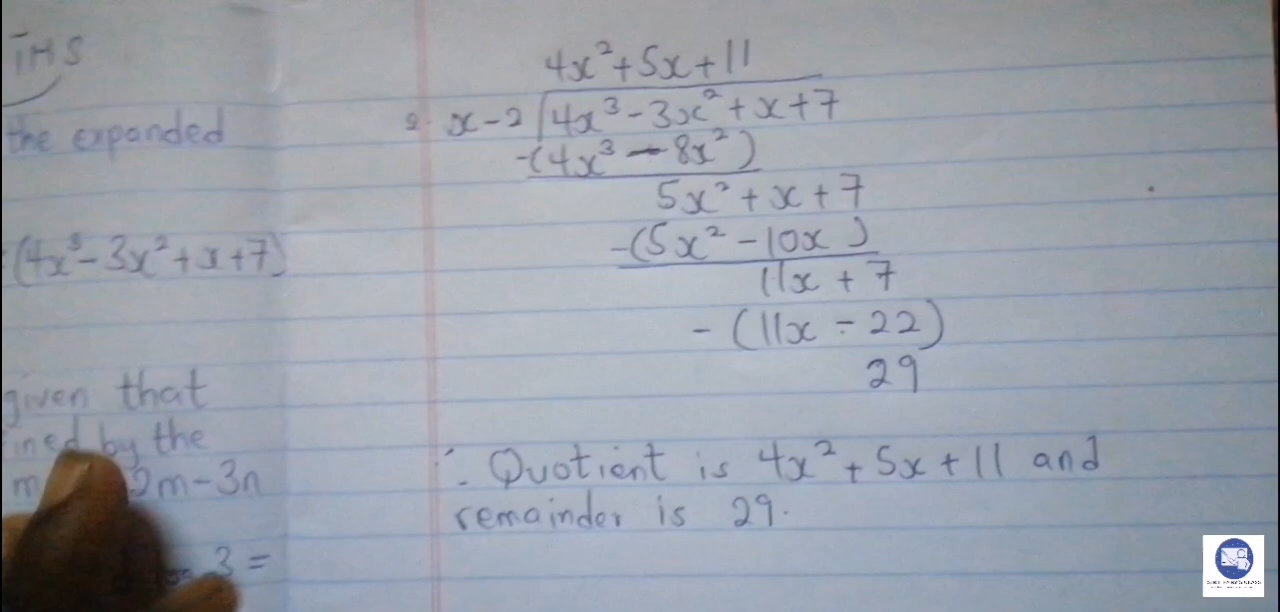 IHS
the expanded
(4x³-3x²+x+7)
given that
ined by the
m 2m-3n
3 =
4x²+5x+11
2. x-2 4x³-3x²+x+7
-(4x³-8x²)
5x²+x+7
-(5x²-10x)
11x+7
-(11x-22)
29
∴ Quotient is 4x²+5x+11 and
remainder is 29.